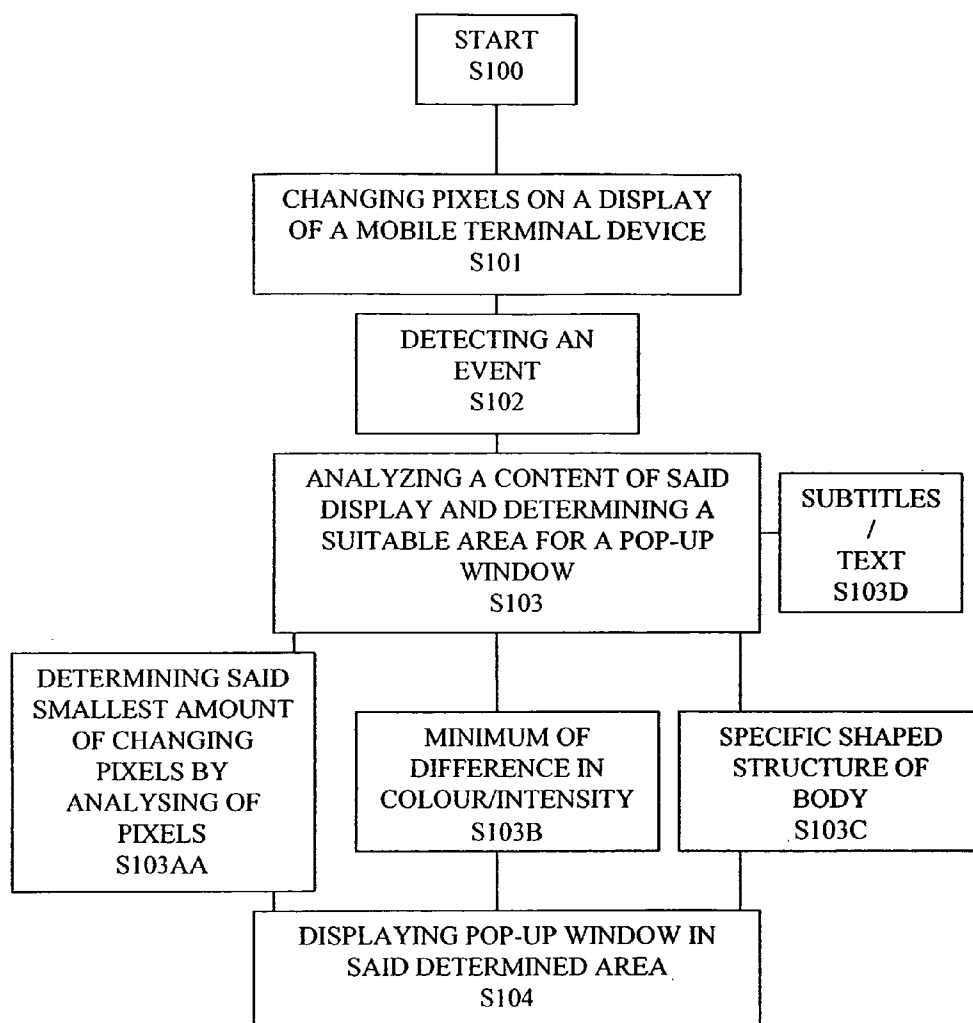 START
S100
CHANGING PIXELS ON A DISPLAY
OF A MOBILE TERMINAL DEVICE
S101
DETECTING AN
EVENT
S102
ANALYZING A CONTENT OF SAID
DISPLAY AND DETERMINING A
SUITABLE AREA FOR A POP-UP
WINDOW
S103
SUBTITLES
/
TEXT
S103D
DETERMINING SAID
SMALLEST AMOUNT
OF CHANGING
PIXELS BY
ANALYSING OF
PIXELS
S103AA
MINIMUM OF
DIFFERENCE IN
COLOUR/INTENSITY
S103B
SPECIFIC SHAPED
STRUCTURE OF
BODY
S103C
DISPLAYING POP-UP WINDOW IN
SAID DETERMINED AREA
S104